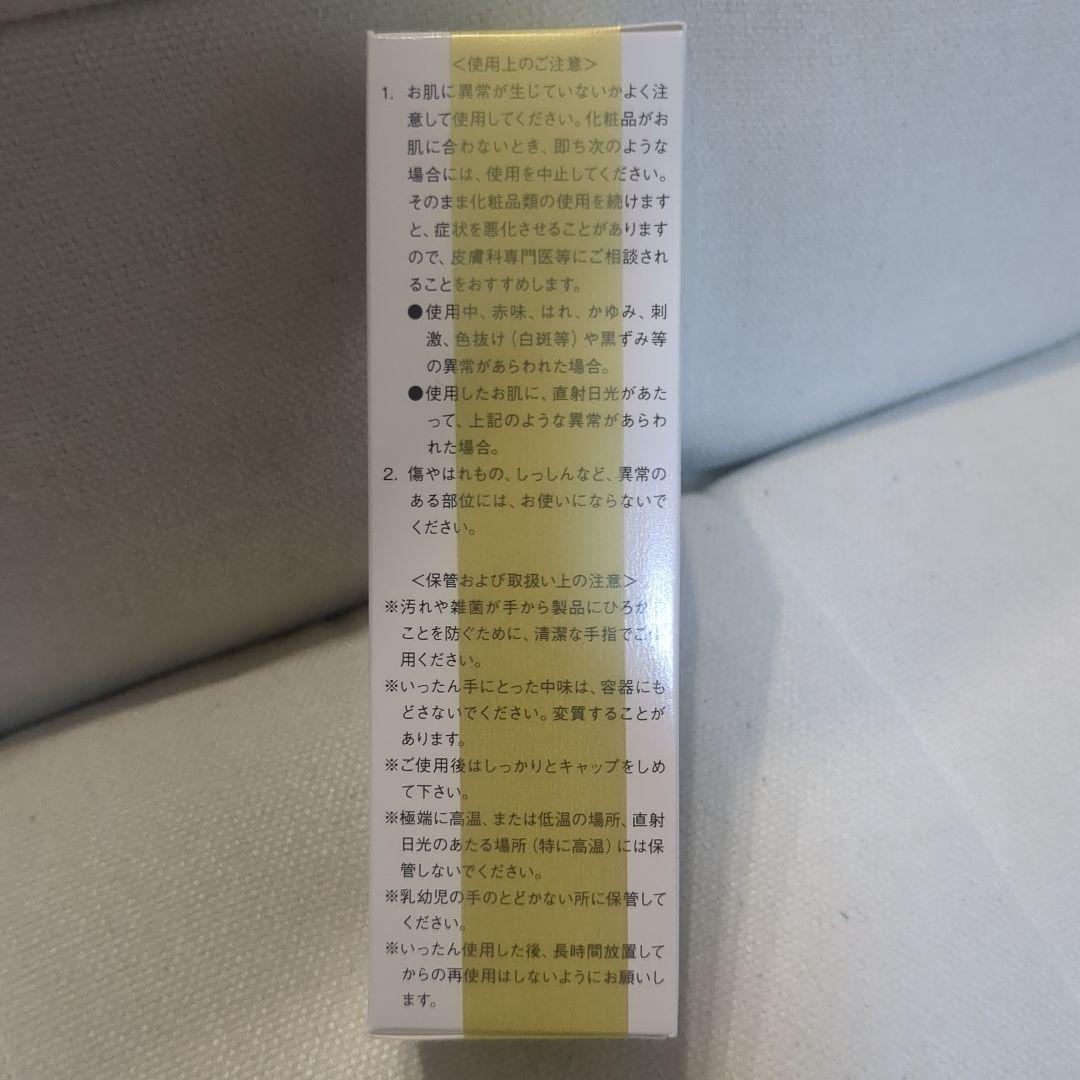 <使用上のご注意>
1. お肌に異常が生じていないかよく注
意して使用してください。化粧品がお
肌に合わないとき、即ち次のような
場合には、使用を中止してください。
そのまま化粧品類の使用を続けます
と、症状を悪化させることがあります
ので、皮膚科専門医等にご相談され
ることをおすすめします。
●使用中、赤味、はれ、かゆみ、刺
激、色抜け(白斑等)や黒ずみ等
の異常があらわれた場合。
●使用したお肌に、直射日光があた
って、上記のような異常があらわ
れた場合。
2. 傷やはれもの、しっしんなど、異常の
ある部位には、お使いにならないで
ください。
<保管および取扱い上の注意>
※汚れや雑菌が手から製品にひろが
ことを防ぐために、清潔な手指でご
用ください。
※いったん手にとった中味は、容器にも
どさないでください。変質することが
あります。
※ご使用後はしっかりとキャップをしめ
て下さい。
※極端に高温、または低温の場所、直射
日光のあたる場所(特に高温)には保
管しないでください。
※乳幼児の手のとどかない所に保管して
ください。
※いったん使用した後、長時間放置して
からの再使用はしないようにお願いし
ます。